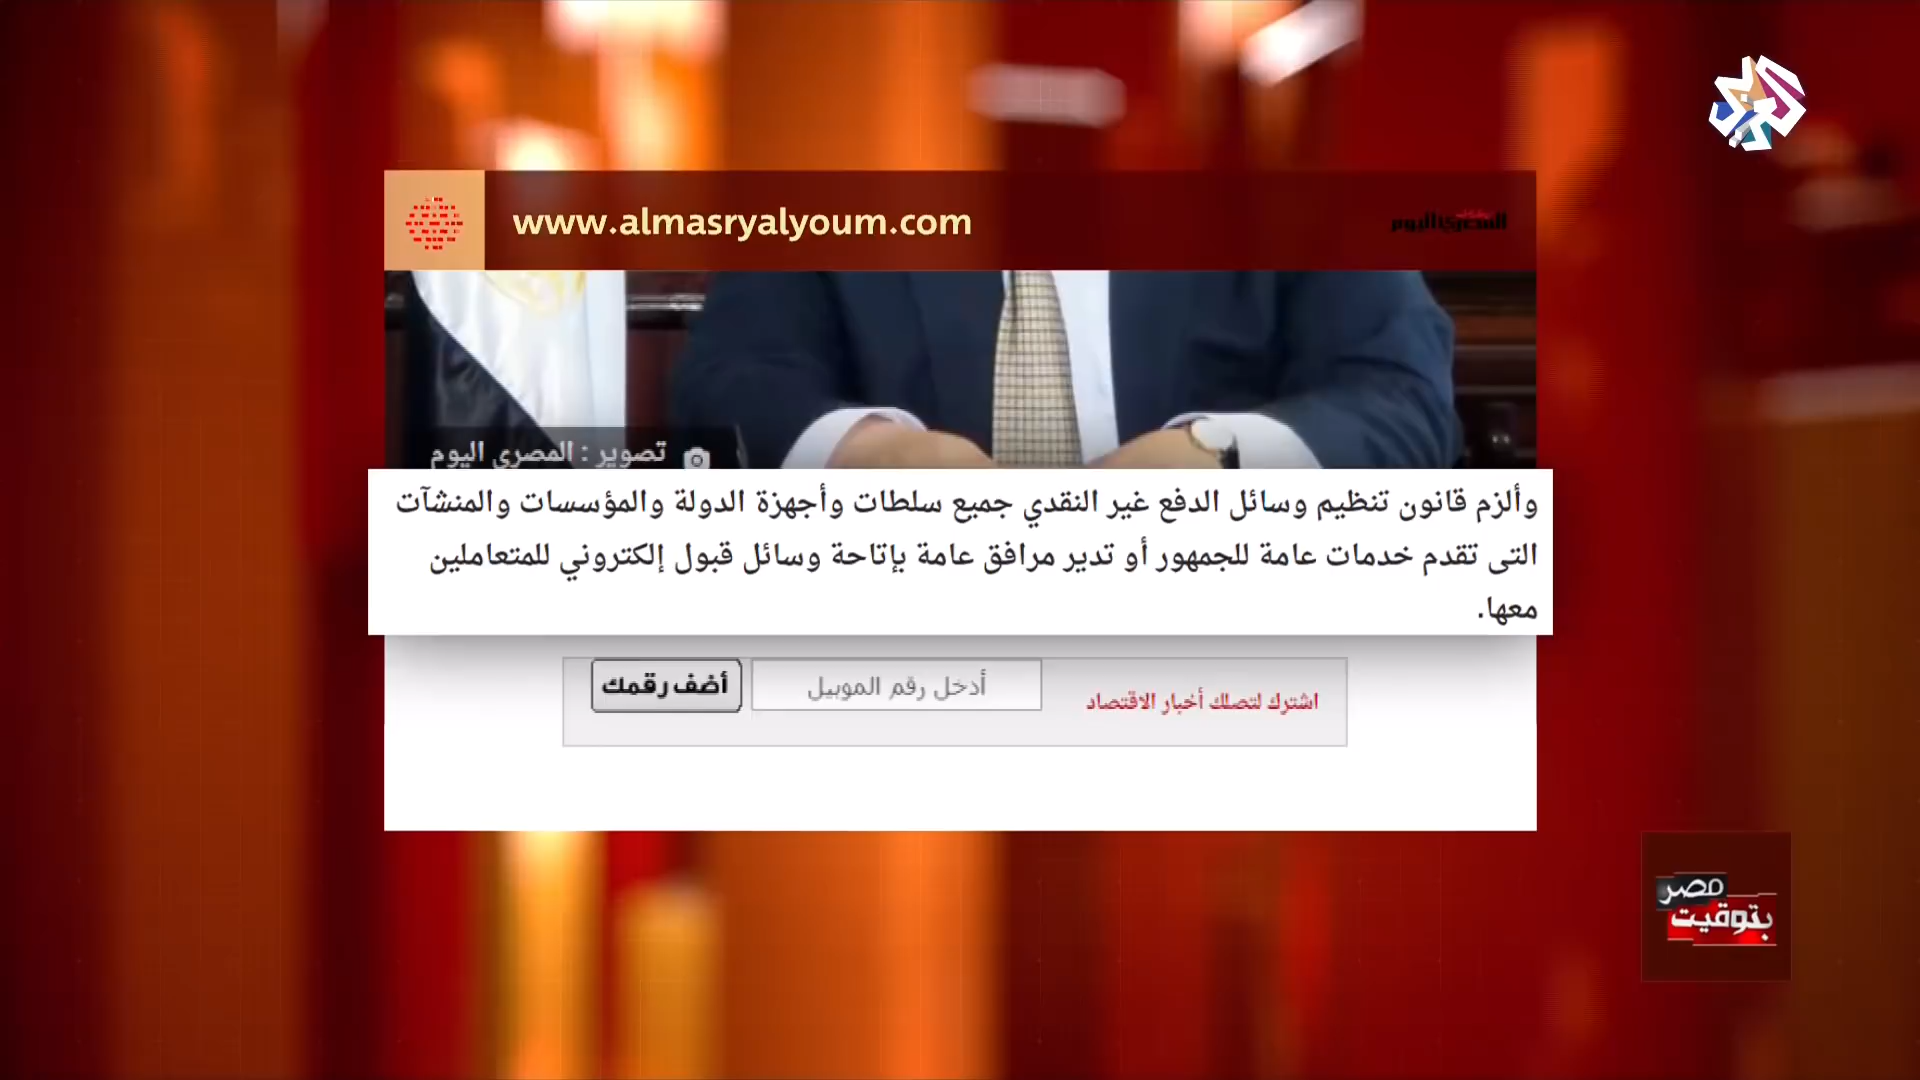 www.almasryalyoum.com
المصري اليوم
تصوير : المصري اليوم
وألزم قانون تنظيم وسائل الدفع غير النقدي جميع سلطات وأجهزة الدولة والمؤسسات والمنشآت
التى تقدم خدمات عامة للجمهور أو تدير مرافق عامة بإتاحة وسائل قبول إلكتروني للمتعاملين
معها.
اشترك لتصلك أخبار الاقتصاد
أدخل رقم الموبيل
أضف رقمك
مصر
بتوقيت